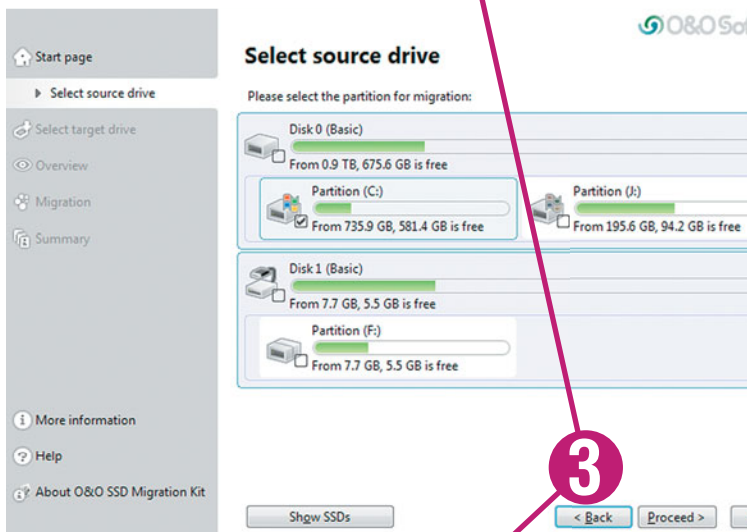 O&O Sof
Start page
Select source drive
Select target drive
Overview
Migration
Summary
More information
Help
About O&O SSD Migration Kit
Select source drive
Please select the partition for migration:
Disk 0 (Basic)
From 0.9 TB, 675.6 GB is free
Partition (C:)
From 735.9 GB, 581.4 GB is free
Partition (J:)
From 195.6 GB, 94.2 GB is free
Disk 1 (Basic)
From 7.7 GB, 5.5 GB is free
Partition (F:)
From 7.7 GB, 5.5 GB is free
3
Show SSDs
< Back
Proceed >